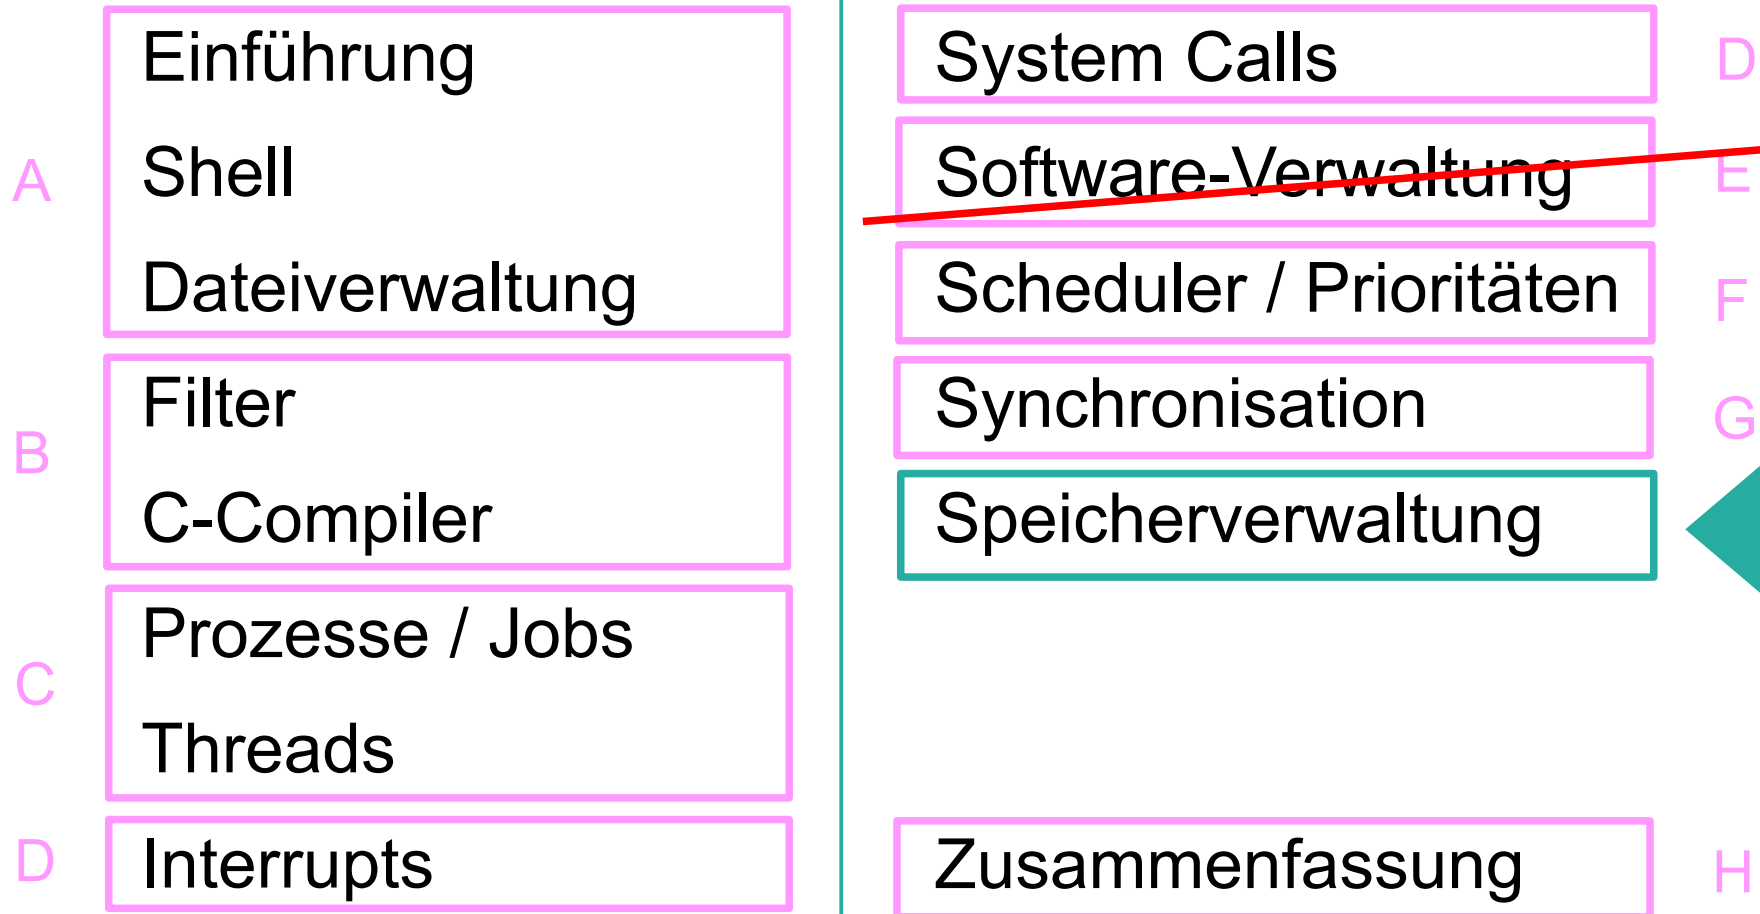 A
Einführung
Shell
Dateiverwaltung
B
Filter
C-Compiler
C
Prozesse / Jobs
Threads
D
Interrupts
System Calls
D
Software-Verwaltung
E
Scheduler / Prioritäten
F
Synchronisation
G
Speicherverwaltung
Zusammenfassung
H